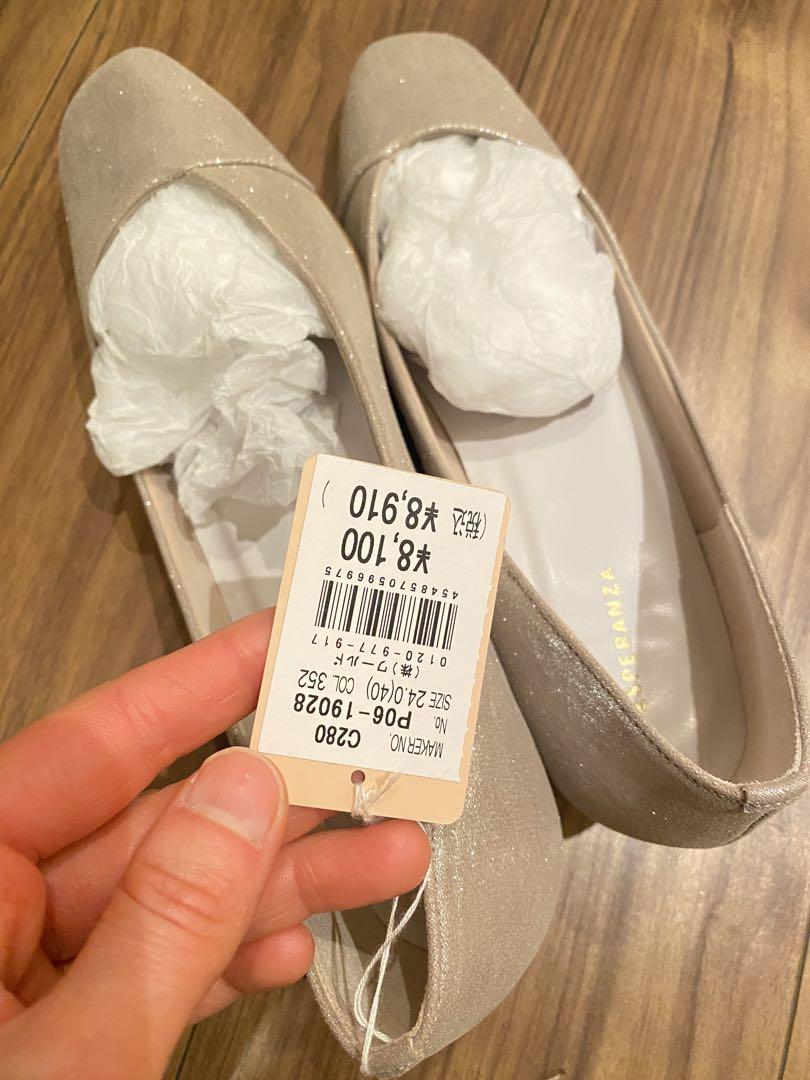 MAKER NO.
C280
No. P06-19028
SIZE 24.0(40) COL 352
(株)ワールド
0120-977-917
4548570596975
¥8,100
(税込 ¥8,910 )
ESPERANZA